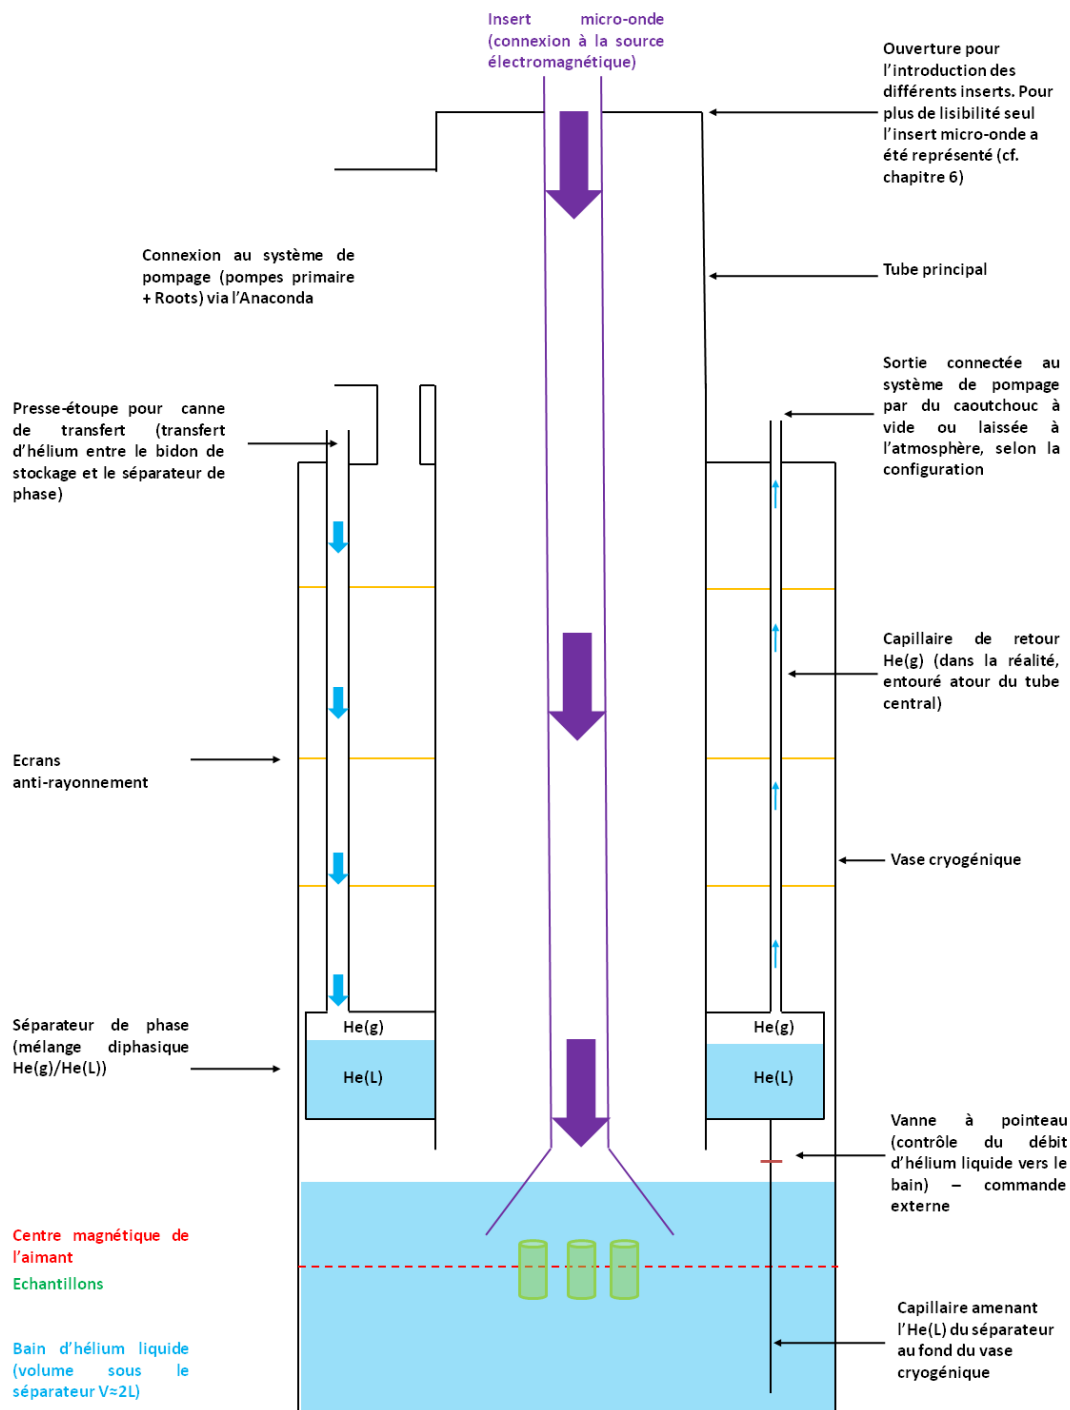 Insert micro-onde
(connexion à la source
électromagnétique)
Ouverture pour
l'introduction des
différents inserts. Pour
plus de lisibilité seul
l'insert micro-onde a
été représenté (cf.
chapitre 6)
Connexion au système de
pompage (pompes primaire
+ Roots) via l'Anaconda
Tube principal
Sortie connectée au
système de pompage
par du caoutchouc à
vide ou laissée à
l'atmosphère, selon la
configuration
Presse-étoupe pour canne
de transfert (transfert
d'hélium entre le bidon de
stockage et le séparateur de
phase)
Capillaire de retour
He(g) (dans la réalité,
entouré atour du tube
central)
Ecrans
anti-rayonnement
Vase cryogénique
Séparateur de phase
(mélange diphasique
He(g)/He(L))
He(g)
He(L)
He(g)
He(L)
Vanne à pointeau
(contrôle du débit
d'hélium liquide vers le
bain) – commande
externe
Centre magnétique de
l'aimant
Echantillons
Capillaire amenant
l'He(L) du séparateur
au fond du vase
cryogénique
Bain d'hélium liquide
(volume sous le
séparateur V≈2L)